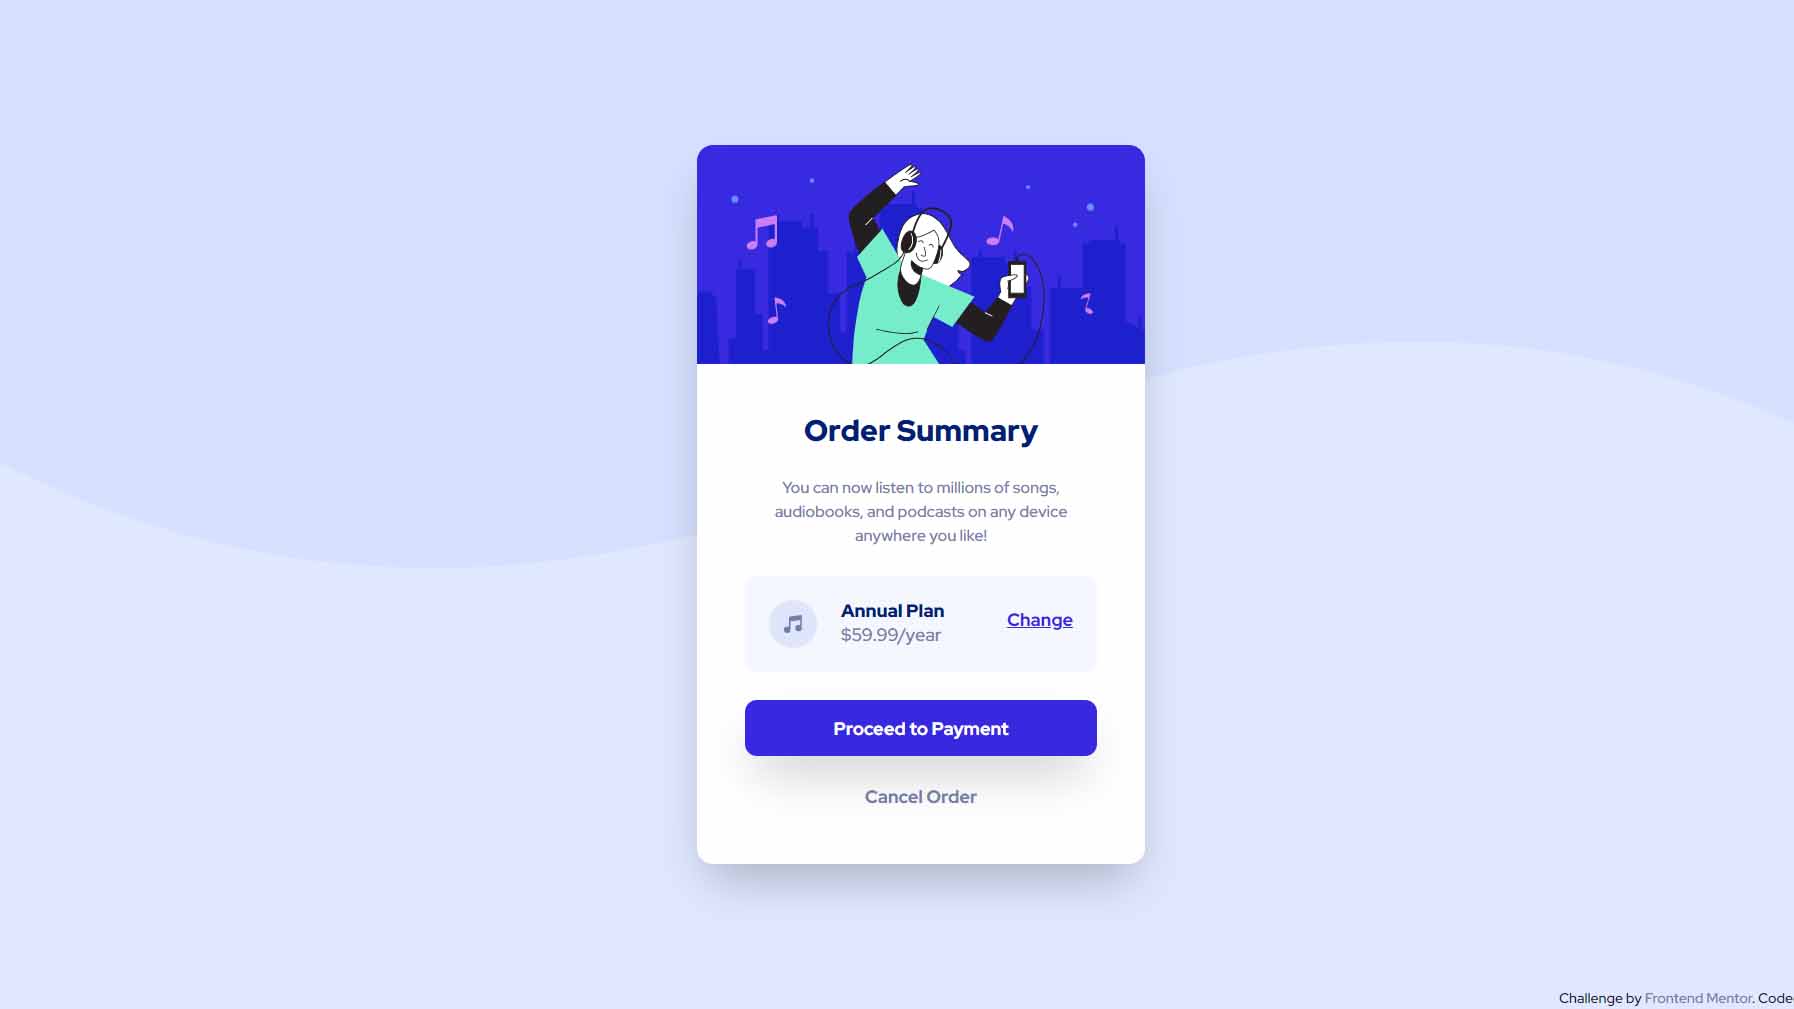 Order Summary
You can now listen to millions of songs,
audiobooks, and podcasts on any device
anywhere you like!
Annual Plan
$59.99/year
Change
Proceed to Payment
Cancel Order
Challenge by Frontend Mentor. Code